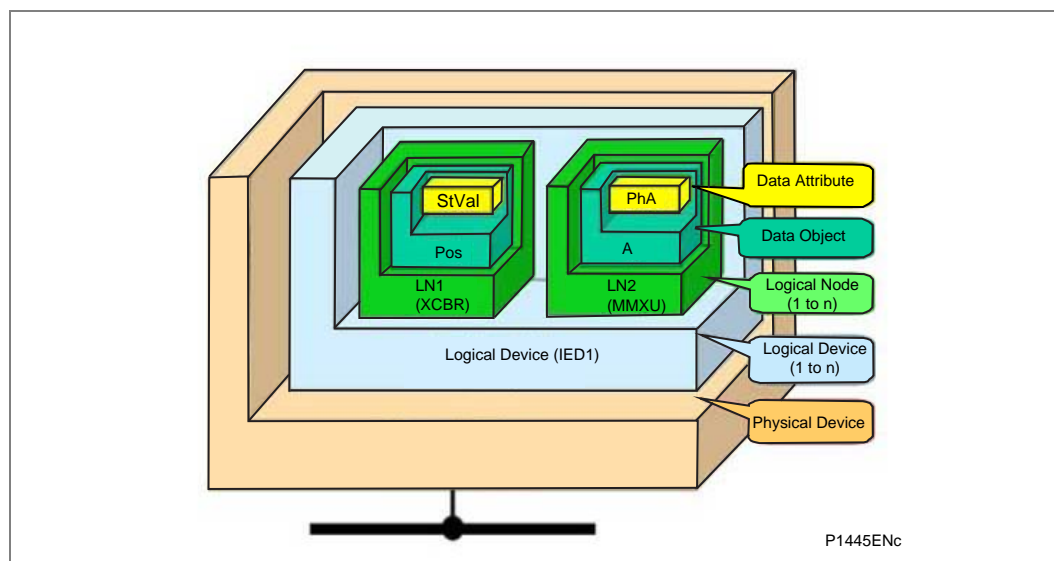 StVal
PhA
Data Attribute
Pos
A
Data Object
LN1
(XCBR)
LN2
(MMXU)
Logical Node
(1 to n)
Logical Device (IED1)
Logical Device
(1 to n)
Physical Device
P1445ENc